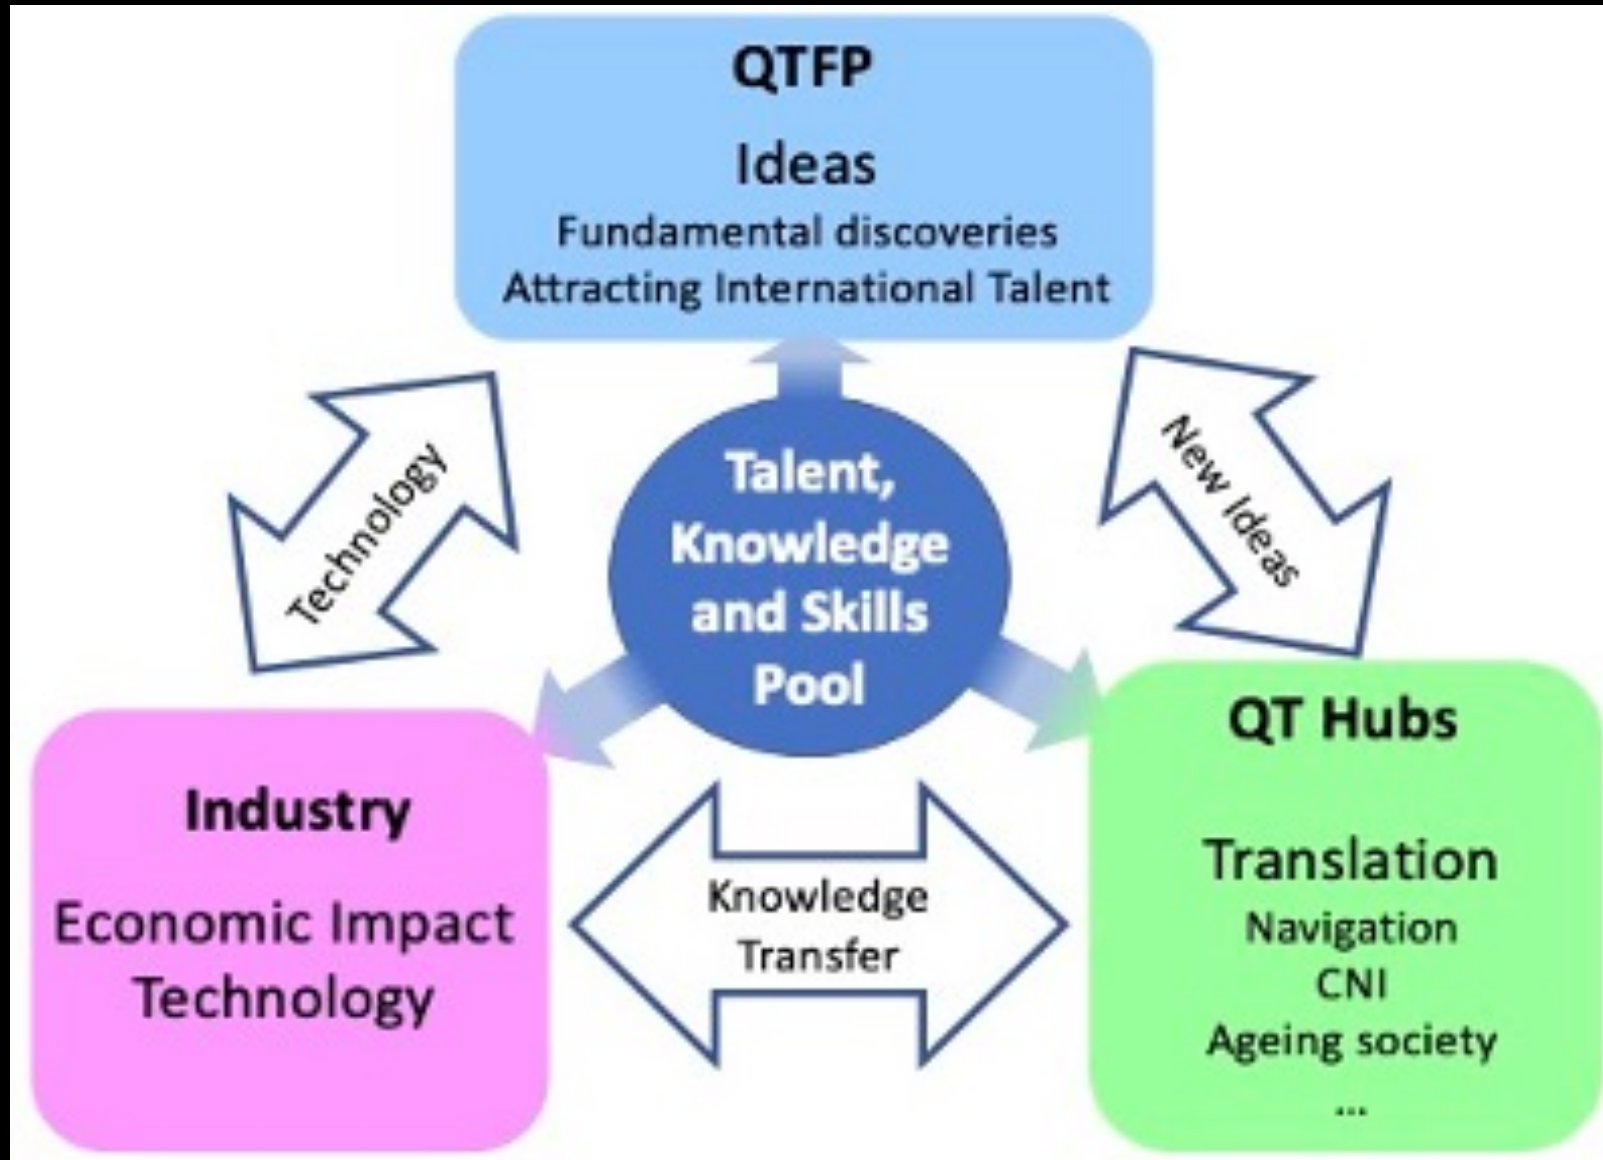 QTFP
Ideas
Fundamental discoveries
Attracting International Talent
Technology
New Ideas
Talent,
Knowledge
and Skills
Pool
Industry
Economic Impact
Technology
Knowledge
Transfer
QT Hubs
Translation
Navigation
CNI
Ageing society
...